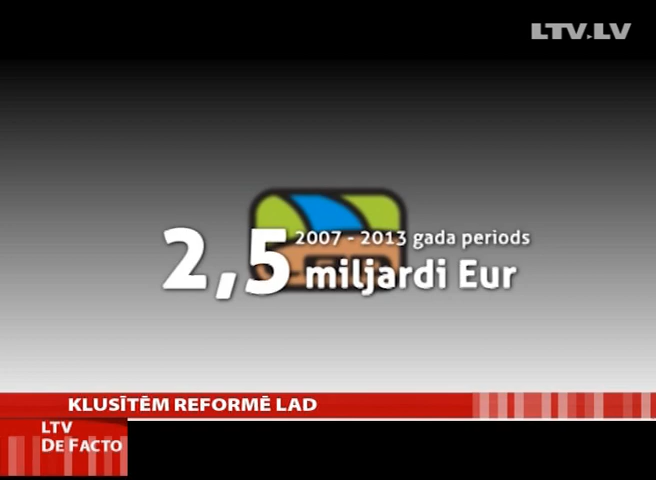 LTV.LV
2007 - 2013 gada periods
2,5 miljardi Eur
KLUSĪTĒM REFORMĒ LAD
LTV
DE FACTO